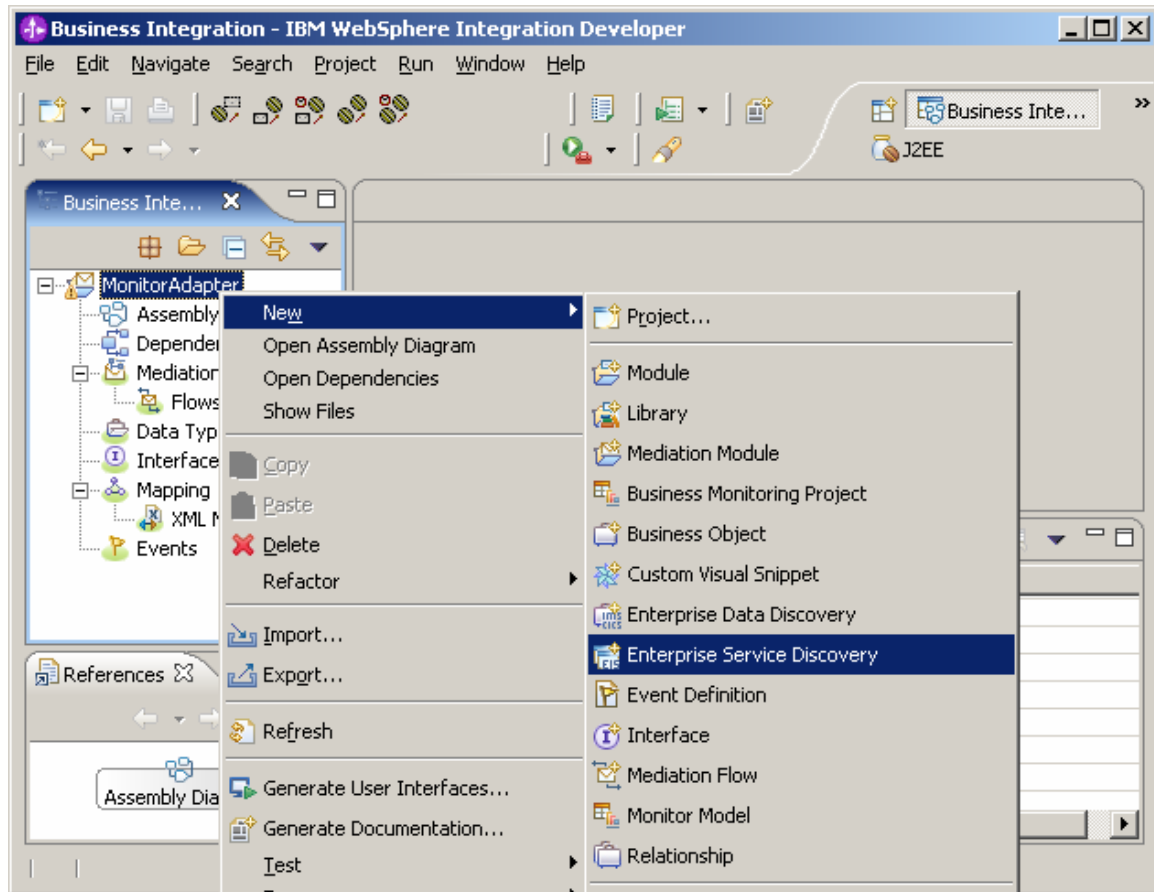 Business Integration - IBM WebSphere Integration Developer
File Edit Navigate Search Project Run Window Help
Business Inte...
J2EE
Business Inte...
MonitorAdapter
Assembly
Depender
Mediation
Flows
Data Typ
Interface
Mapping
XML
Events
New
Open Assembly Diagram
Open Dependencies
Show Files
Copy
Paste
Delete
Refactor
Import...
Export...
Refresh
Generate User Interfaces...
Generate Documentation...
Test
Project...
Module
Library
Mediation Module
Business Monitoring Project
Business Object
Custom Visual Snippet
Enterprise Data Discovery
Enterprise Service Discovery
Event Definition
Interface
Mediation Flow
Monitor Model
Relationship
References
Assembly Dia